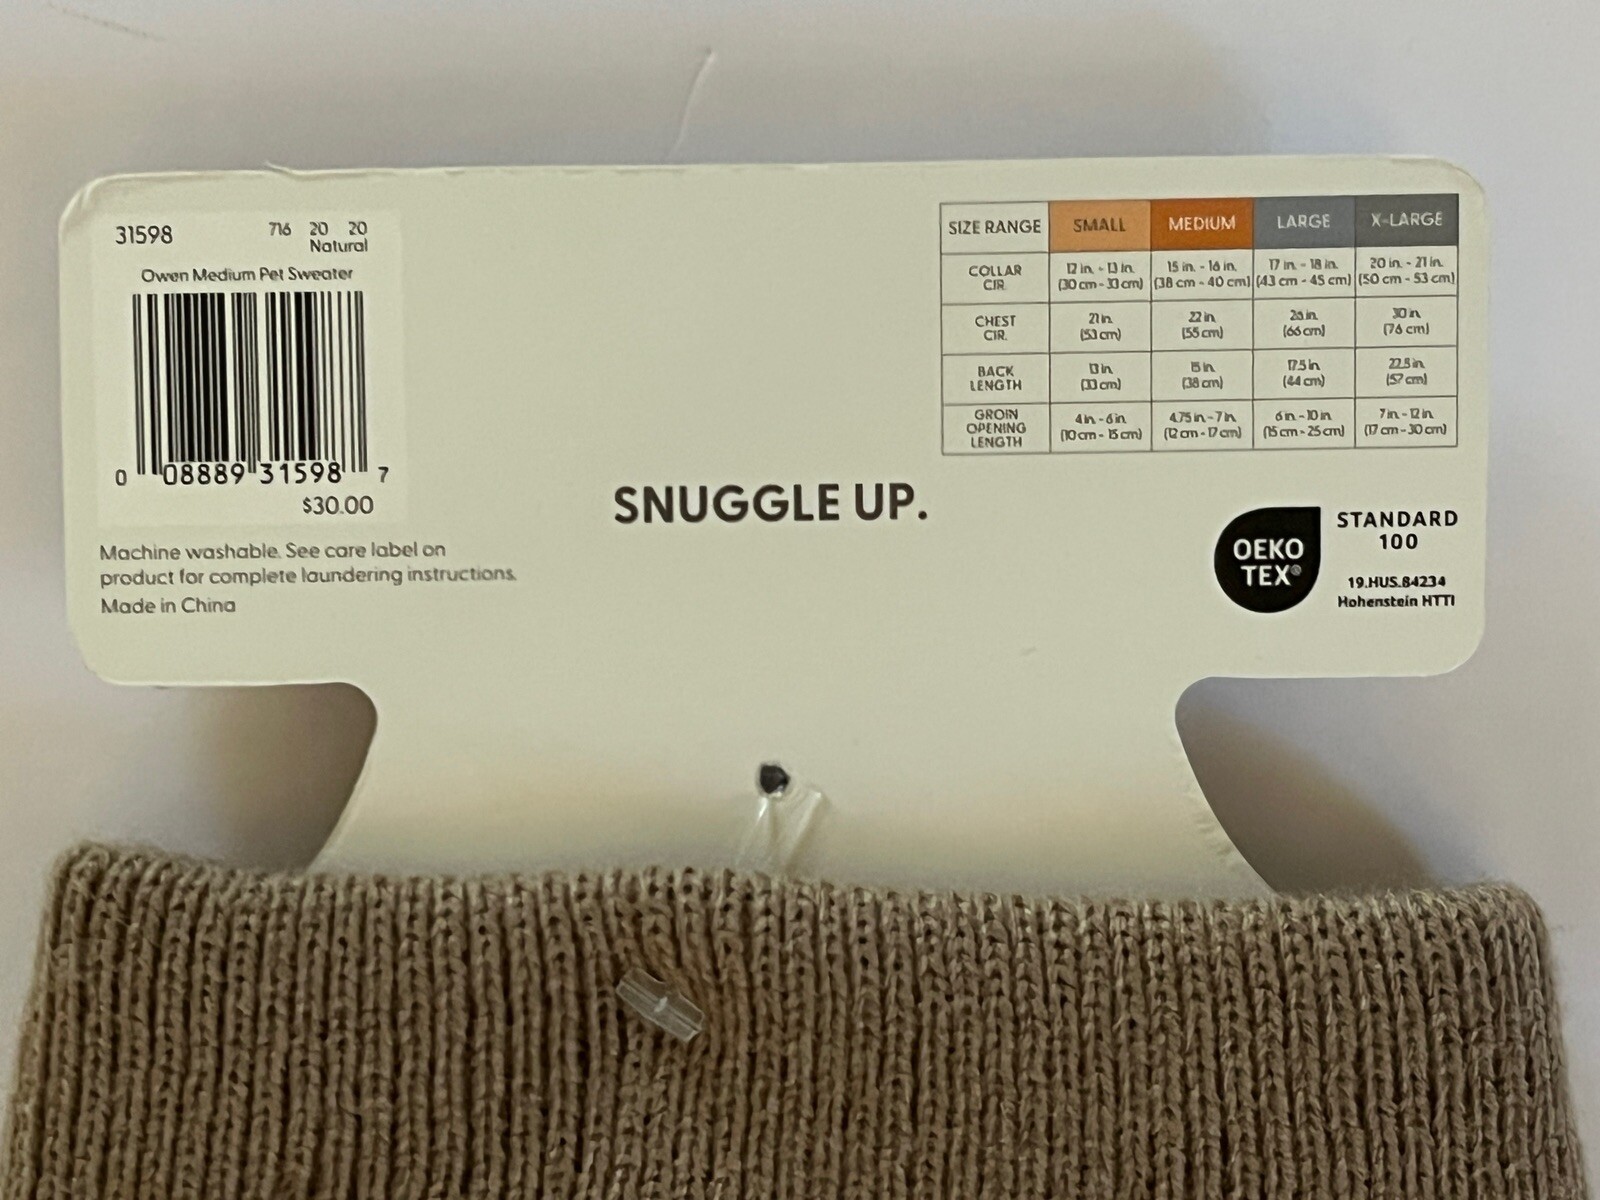 31598 716 20 20
Natural
Owen Medium Pet Sweater
0 08889 31598 7
$30.00
Machine washable. See care label on
product for complete laundering instructions.
Made in China
SNUGGLE UP.
SIZE RANGE SMALL MEDIUM LARGE X-LARGE
COLLAR CIR. 12 in. - 13 in. (30 cm - 33 cm) 15 in. - 16 in. (38 cm - 40 cm) 17 in. - 18 in. (43 cm - 45 cm) 20 in. - 21 in. (50 cm - 53 cm)
CHEST CIR. 21 in. (53 cm) 22 in. (55 cm) 26 in. (66 cm) 30 in. (76 cm)
BACK LENGTH 13 in. (33 cm) 15 in. (38 cm) 17.5 in. (44 cm) 22.5 in. (57 cm)
GROIN OPENING LENGTH 4 in. - 6 in. (10 cm - 15 cm) 4.75 in. - 7 in. (12 cm - 17 cm) 6 in. - 10 in. (15 cm - 25 cm) 7 in. - 12 in. (17 cm - 30 cm)
OEKO
TEX®
STANDARD
100
19.HUS.84234
Hohenstein HTTI